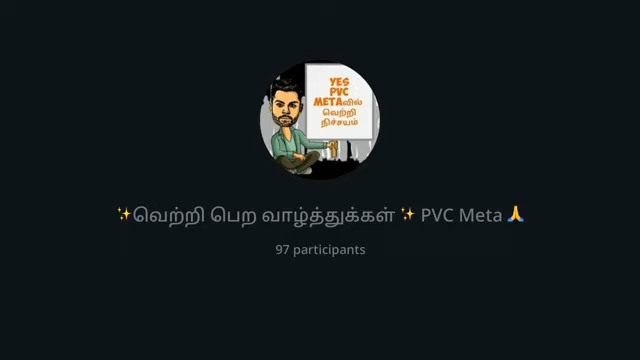 YES
PVC
METAவில்
வெற்றி
நிச்சயம்
✨வெற்றி பெற வாழ்த்துக்கள்✨ PVC Meta🙏
97 participants